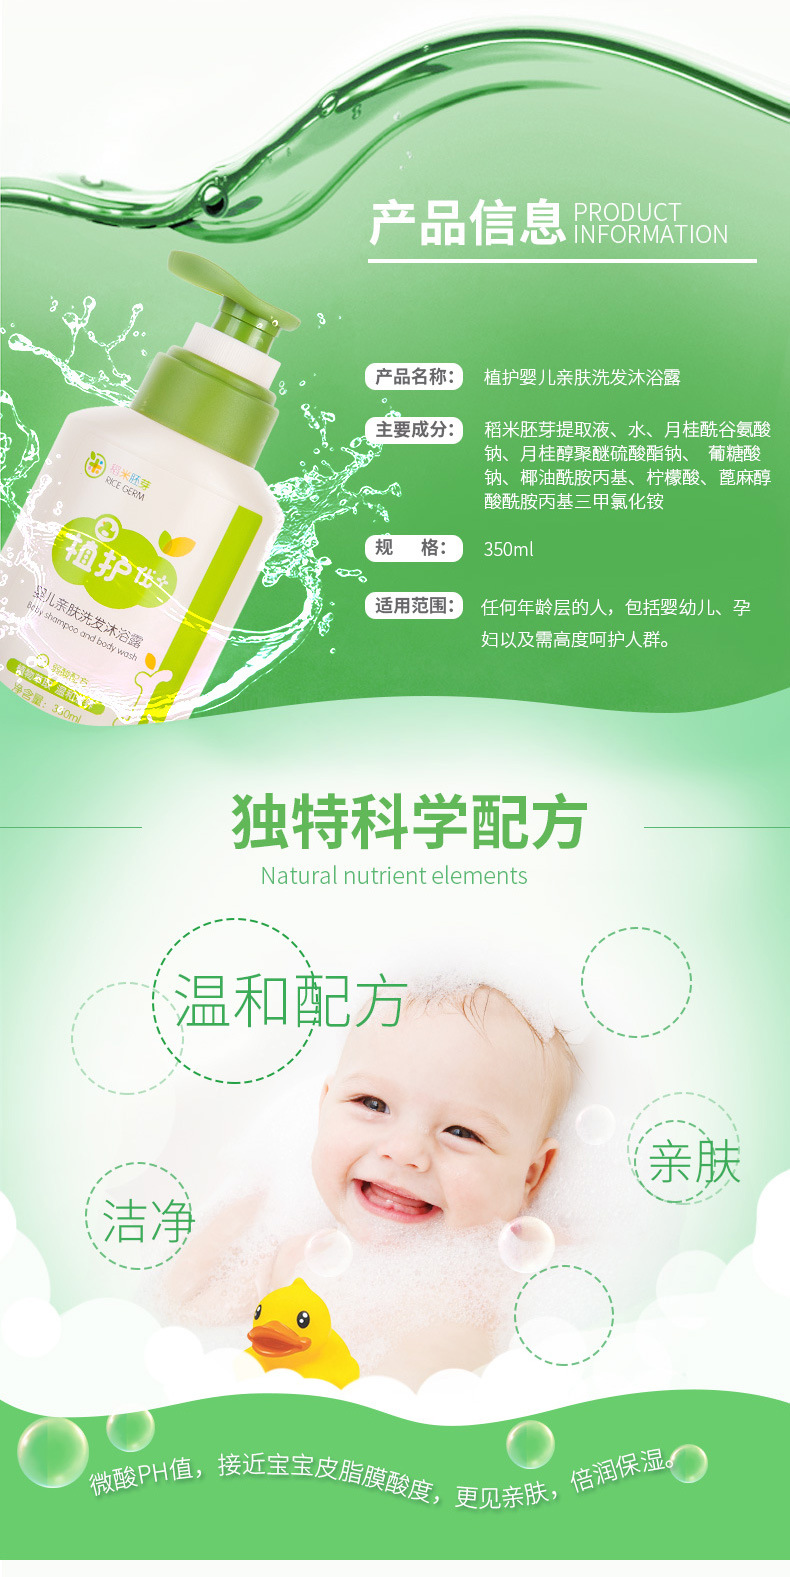 产品信息 PRODUCT
INFORMATION
产品名称： 植护婴儿亲肤洗发沐浴露
主要成分： 稻米胚芽提取液、水、月桂酰谷氨酸
钠、月桂醇聚醚硫酸酯钠、 葡糖酸
钠、椰油酰胺丙基、柠檬酸、蓖麻醇
酸酰胺丙基三甲氯化铵
规 格： 350ml
适用范围： 任何年龄层的人，包括婴幼儿、孕
妇以及需高度呵护人群。
稻米胚芽
RICE GERM
植护
婴儿亲肤洗发沐浴露
Baby shampoo and body wash
净含量：350ml
独特科学配方
Natural nutrient elements
温和配方
亲肤
洁净
微酸PH值，接近宝宝皮脂膜酸度，更见亲肤，倍润保湿。